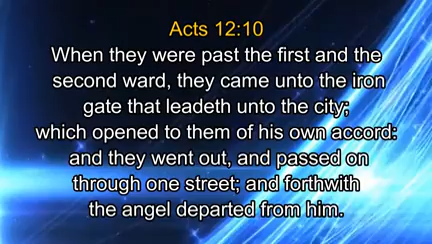 Acts 12:10
When they were past the first and the
second ward, they came unto the iron
gate that leadeth unto the city;
which opened to them of his own accord:
and they went out, and passed on
through one street; and forthwith
the angel departed from him.